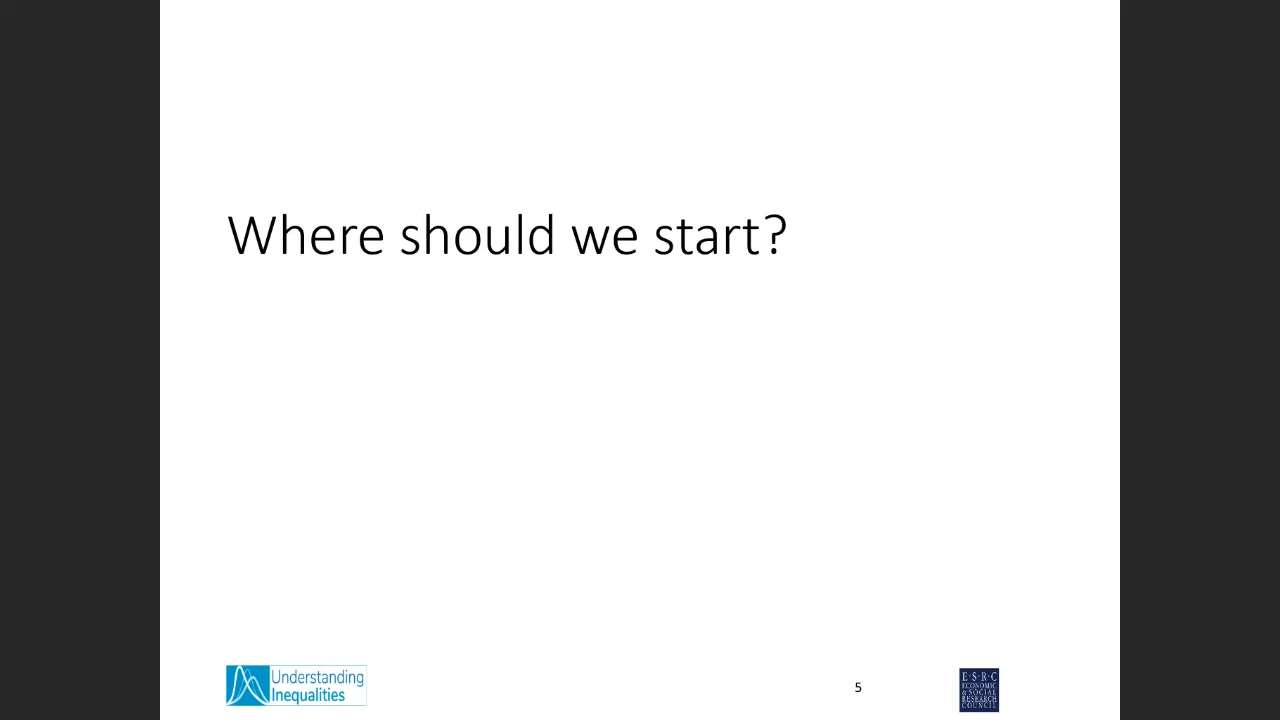 Where should we start?
Understanding
Inequalities
5
E·S·R·C
ECONOMIC
& SOCIAL
RESEARCH
COUNCIL